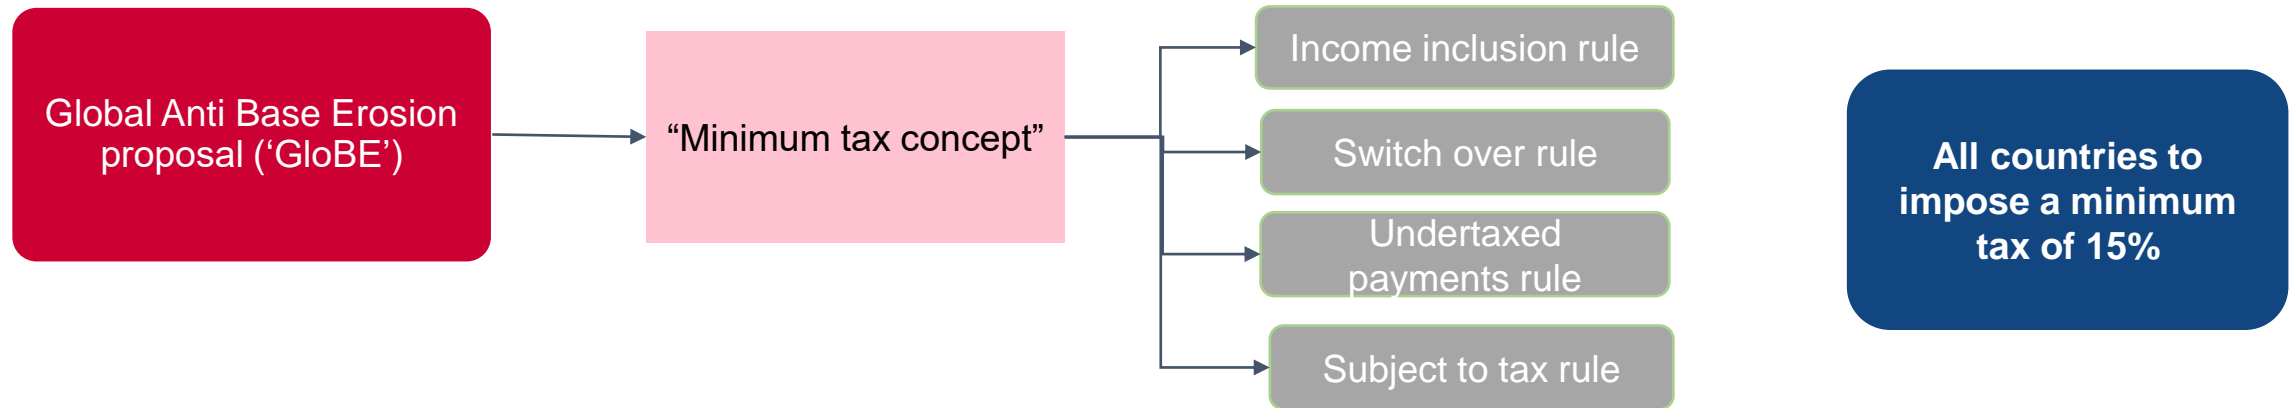 Global Anti Base Erosion
proposal (‘GloBE’)
“Minimum tax concept”
Income inclusion rule
Switch over rule
Undertaxed
payments rule
Subject to tax rule
All countries to
impose a minimum
tax of 15%